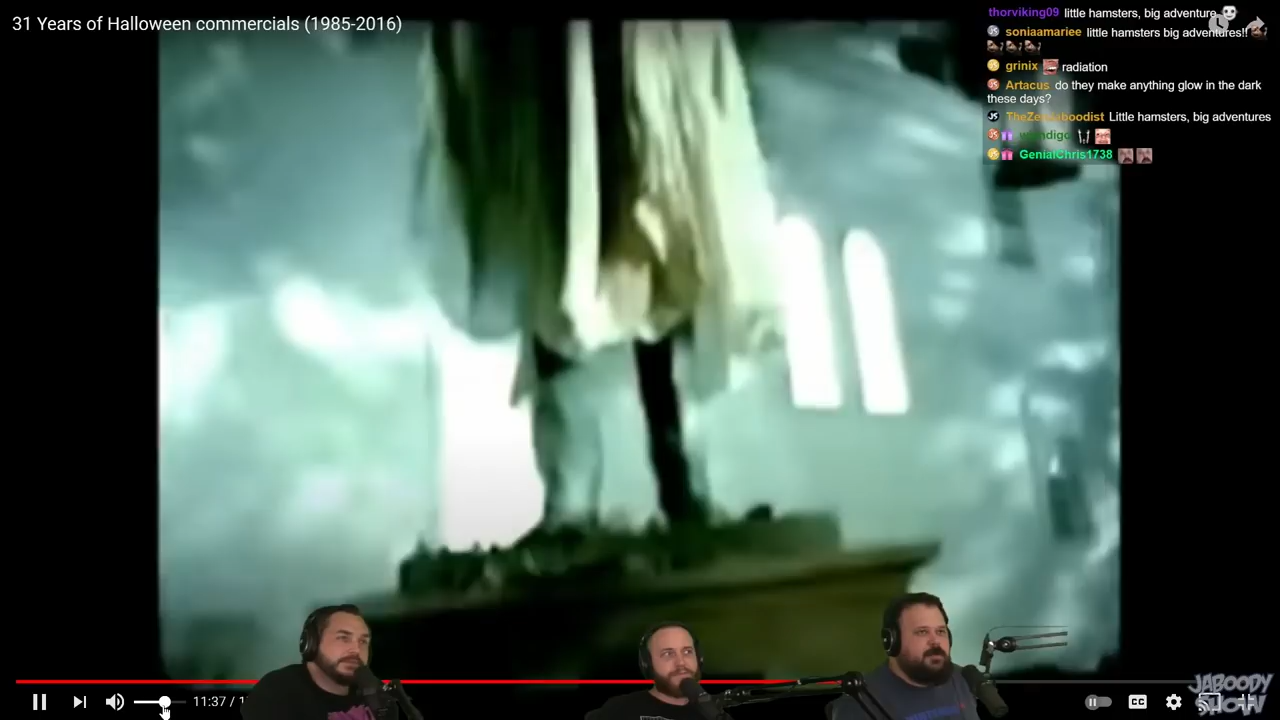 31 Years of Halloween commercials (1985-2016)
thorviking09 little hamsters, big adventure
soniaamariee little hamsters big adventures!!
grinix radiation
Artacus do they make anything glow in the dark
these days?
Little hamsters, big adventures
GenialChris1738
11:37 / 1
CC
JABOODY
SHOW